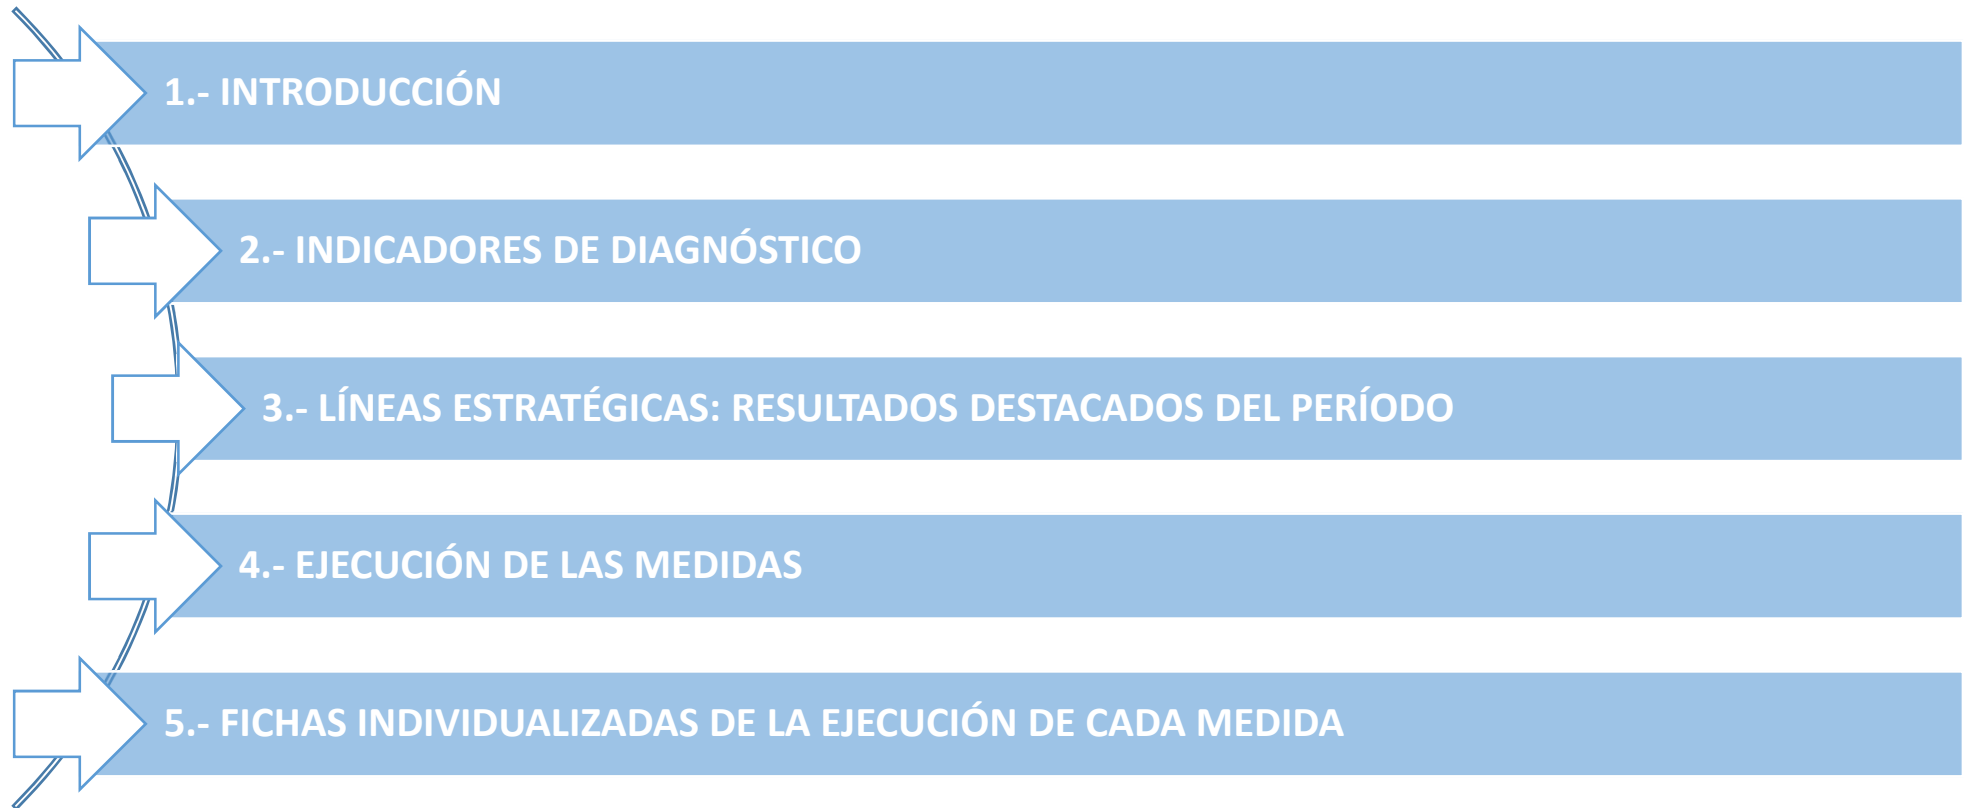 1.- INTRODUCCIÓN
2.- INDICADORES DE DIAGNÓSTICO
3.- LÍNEAS ESTRATÉGICAS: RESULTADOS DESTACADOS DEL PERÍODO
4.- EJECUCIÓN DE LAS MEDIDAS
5.- FICHAS INDIVIDUALIZADAS DE LA EJECUCIÓN DE CADA MEDIDA